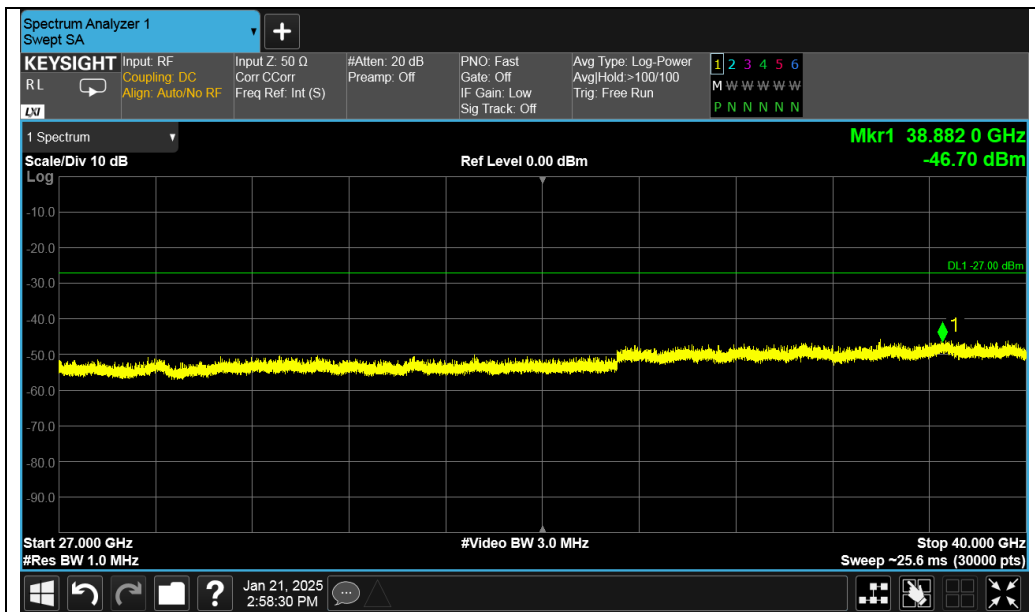 Spectrum Analyzer 1
Swept SA
+
KEYSIGHT
R L
LXI
Input: RF
Coupling: DC
Align: Auto/No RF
Input Z: 50 Ω
Corr CCorr
Freq Ref: Int (S)
#Atten: 20 dB
Preamp: Off
PNO: Fast
Gate: Off
IF Gain: Low
Sig Track: Off
Avg Type: Log-Power
Avg|Hold:>100/100
Trig: Free Run
1 2 3 4 5 6
M W W W W W
P N N N N N
1 Spectrum
Mkr1 38.882 0 GHz
-46.70 dBm
Scale/Div 10 dB
Ref Level 0.00 dBm
Log
-10.0
-20.0
DL1 -27.00 dBm
-30.0
-40.0
1
-50.0
-60.0
-70.0
-80.0
-90.0
Start 27.000 GHz
#Video BW 3.0 MHz
Stop 40.000 GHz
#Res BW 1.0 MHz
Sweep ~25.6 ms (30000 pts)
?
Jan 21, 2025
2:58:30 PM